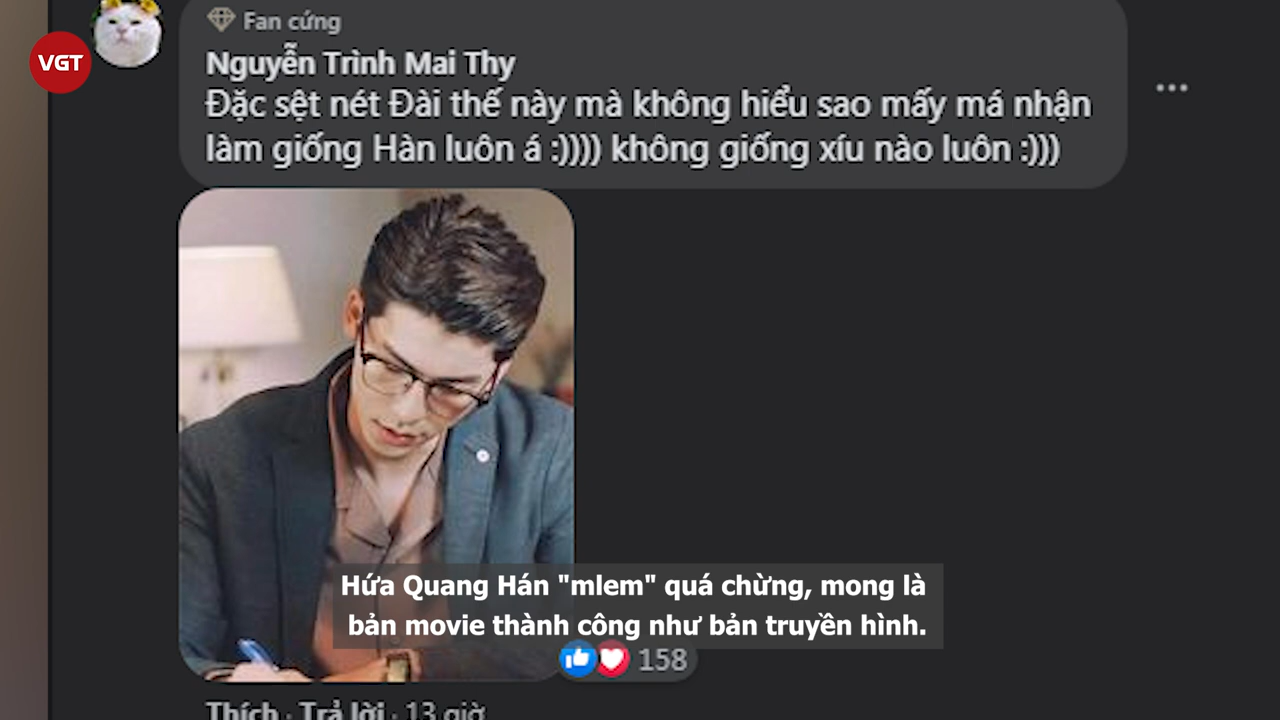 VGT
Fan cứng
Nguyễn Trình Mai Thy
Đặc sệt nét Đài thế này mà không hiểu sao mấy má nhận
làm giống Hàn luôn á :)))) không giống xíu nào luôn :)))
Hứa Quang Hán "mlem" quá chừng, mong là
bản movie thành công như bản truyền hình.
158
Thích · Trả lời · 13 giờ